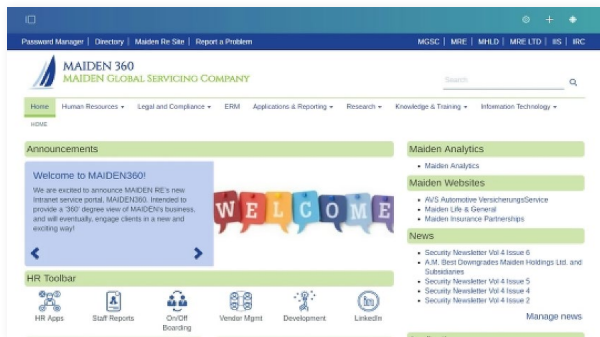 Password Manager | Directory | Maiden Re Site | Report a Problem
MGSC | MRE | MHLD | MRE LTD | IIS | IRC
MAIDEN 360
MAIDEN GLOBAL SERVICING COMPANY
Search
Home Human Resources Legal and Compliance ERM Applications & Reporting Research Knowledge & Training Information Technology
HOME
Announcements
Welcome to MAIDEN360!
We are excited to announce MAIDEN RE's new
Intranet service portal, MAIDEN360. Intended to
provide a '360' degree view of MAIDEN's business,
and will eventually, engage clients in a new and
exciting way!
WELCOME
HR Toolbar
HR Apps
Staff Reports
On/Off
Boarding
Vendor Mgmt
Development
LinkedIn
Maiden Analytics
Maiden Analytics
Maiden Websites
AVS Automotive VersicherungsService
Maiden Life & General
Maiden Insurance Partnerships
News
Security Newsletter Vol 4 Issue 6
A.M. Best Downgrades Maiden Holdings Ltd. and
Subsidiaries
Security Newsletter Vol 4 Issue 5
Security Newsletter Vol 4 Issue 4
Security Newsletter Vol 4 Issue 2
Manage news